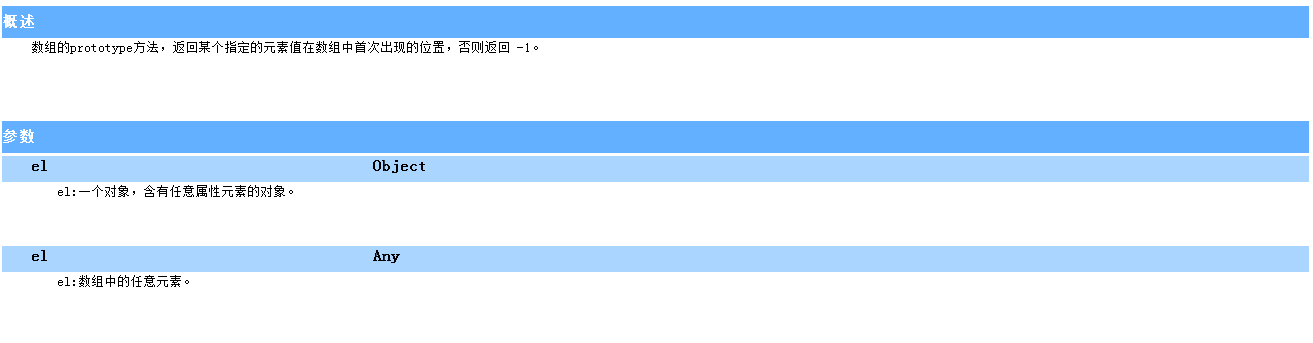 概述
数组的prototype方法，返回某个指定的元素值在数组中首次出现的位置，否则返回 -1。
参数
el Object
el:一个对象，含有任意属性元素的对象。
el Any
el:数组中的任意元素。